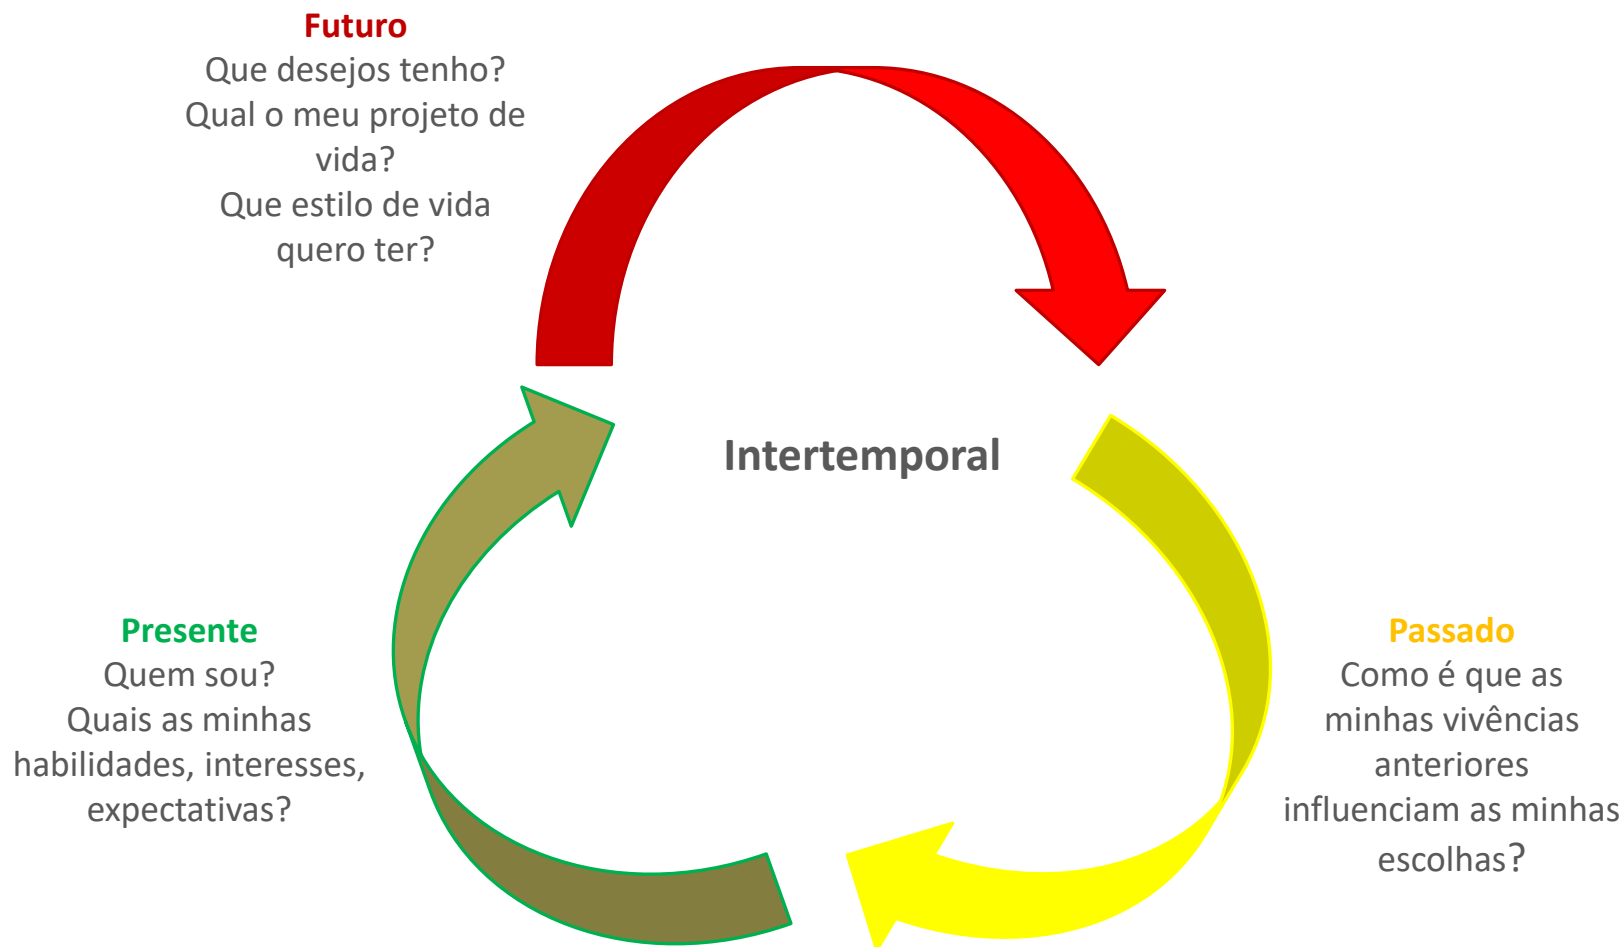 Futuro
Que desejos tenho?
Qual o meu projeto de
vida?
Que estilo de vida
quero ter?
Intertemporal
Presente
Quem sou?
Quais as minhas
habilidades, interesses,
expectativas?
Passado
Como é que as
minhas vivências
anteriores
influenciam as minhas
escolhas?